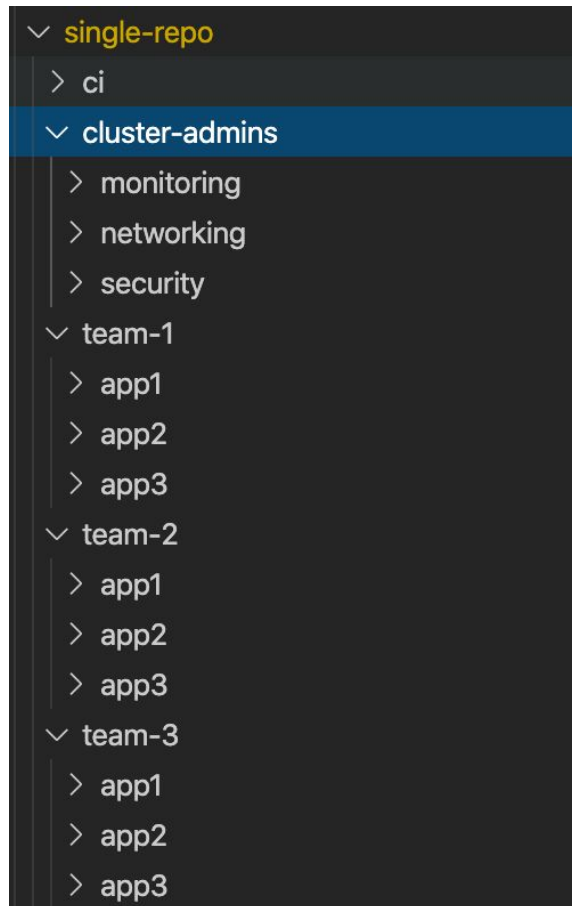 single-repo
ci
cluster-admins
monitoring
networking
security
team-1
app1
app2
app3
team-2
app1
app2
app3
team-3
app1
app2
app3